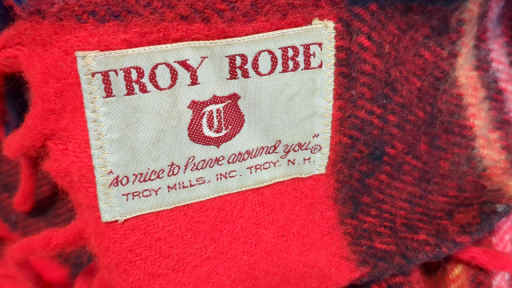 TROY ROBE
T
"so nice to have around you"®
TROY MILLS, INC. TROY, N. H.